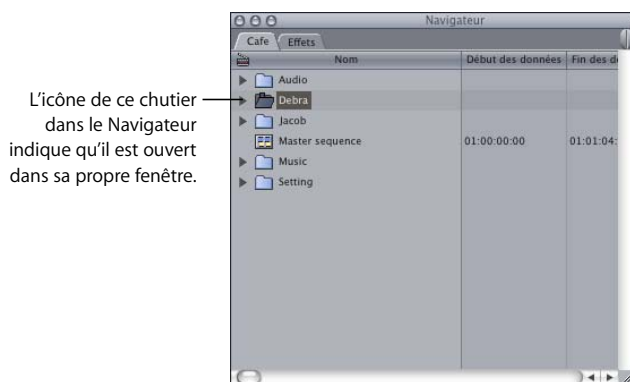 Navigateur
Cafe Effets
Nom Début des données Fin des d
Audio
L'icône de ce chutier
dans le Navigateur
indique qu'il est ouvert
dans sa propre fenêtre.
Debra
Jacob
Master sequence 01:00:00:00 01:01:04:
Music
Setting